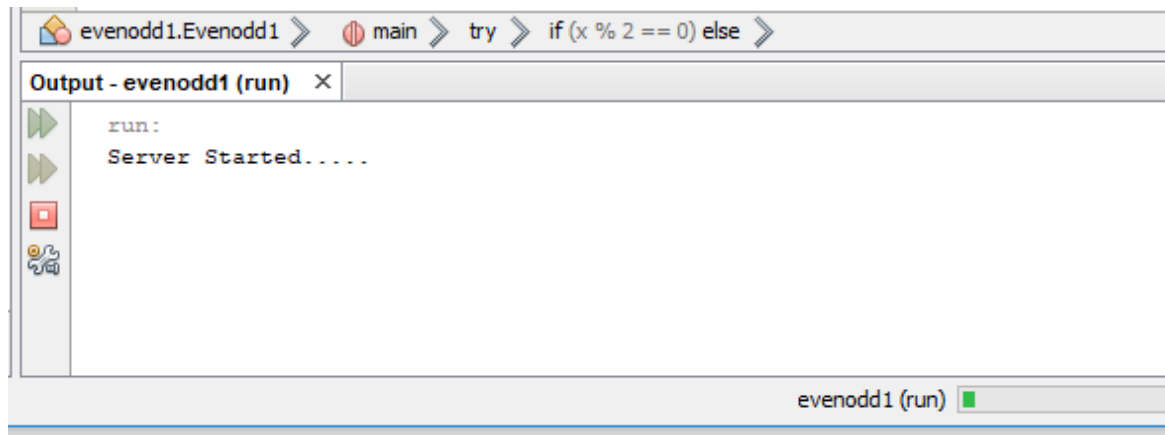 evenodd1.Evenodd1 main try if (x % 2 == 0) else
Output - evenodd1 (run) ×
run:
Server Started.....
evenodd1 (run)